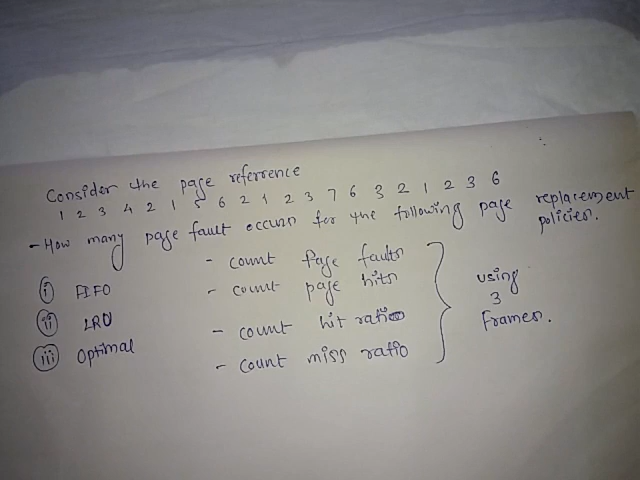 Consider the page reference
1 2 3 4 2 1 5 6 2 1 2 3 7 6 3 2 1 2 3 6
- How many page fault occurs for the following page replacement policies.
(i) FIFO - count Page faults
- count page hits
(ii) LRU - count hit ratio
(iii) Optimal - count miss ratio
using
3
frames.